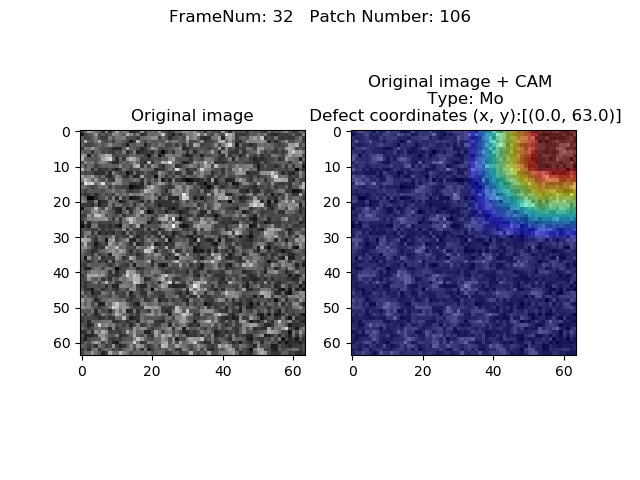 FrameNum: 32   Patch Number: 106
Original image
Original image + CAM
Type: Mo
Defect coordinates (x, y):[(0.0, 63.0)]
0
10
20
30
40
50
60
0 20 40 60
0
10
20
30
40
50
60
0 20 40 60